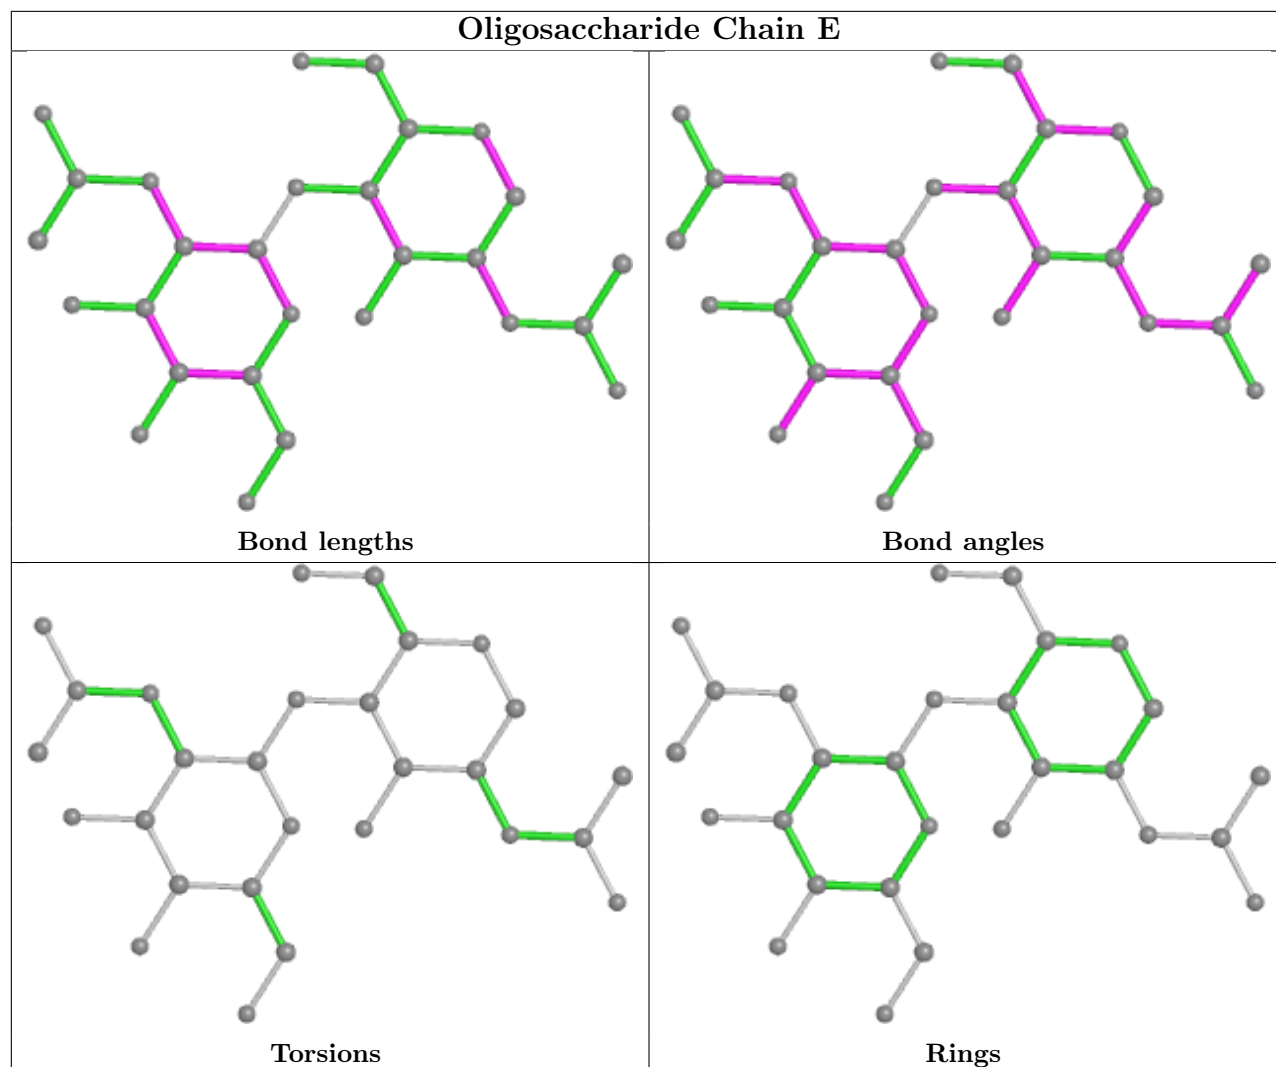 Oligosaccharide Chain E
Bond lengths
Bond angles
Torsions
Rings